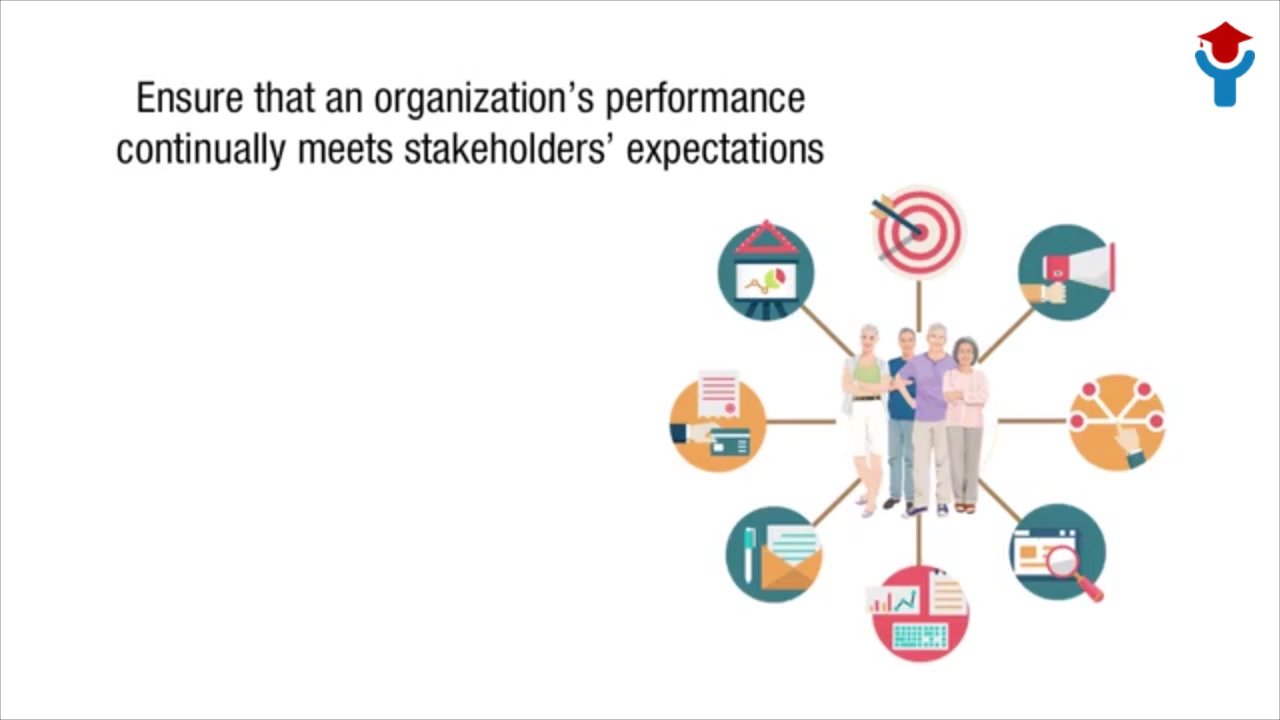 Ensure that an organization’s performance
continually meets stakeholders’ expectations